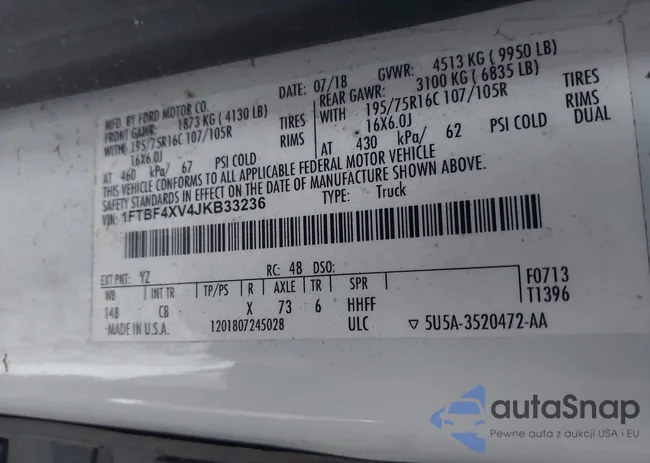 MFD. BY FORD MOTOR CO.
DATE: 07/18
GVWR: 4513 KG ( 9950 LB)
FRONT GAWR: 1873 KG ( 4130 LB)
REAR GAWR: 3100 KG ( 6835 LB)
WITH 195/75R16C 107/105R TIRES
WITH 195/75R16C 107/105R TIRES
16X6.0J RIMS
16X6.0J RIMS
AT 460 kPa/ 67 PSI COLD
AT 430 kPa/ 62 PSI COLD DUAL
THIS VEHICLE CONFORMS TO ALL APPLICABLE FEDERAL MOTOR VEHICLE
SAFETY STANDARDS IN EFFECT ON THE DATE OF MANUFACTURE SHOWN ABOVE.
VIN: 1FTBF4XV4JKB33236
TYPE: Truck
EXT PNT: YZ RC: 48 DSO:
WB INT TR TP/PS R AXLE TR SPR
F0713
148 CB X 73 6 HHFF
T1396
MADE IN U.S.A. 1201807245028 ULC ▽ 5U5A-3520472-AA
autaSnap
Pewne auta z aukcji USA i EU